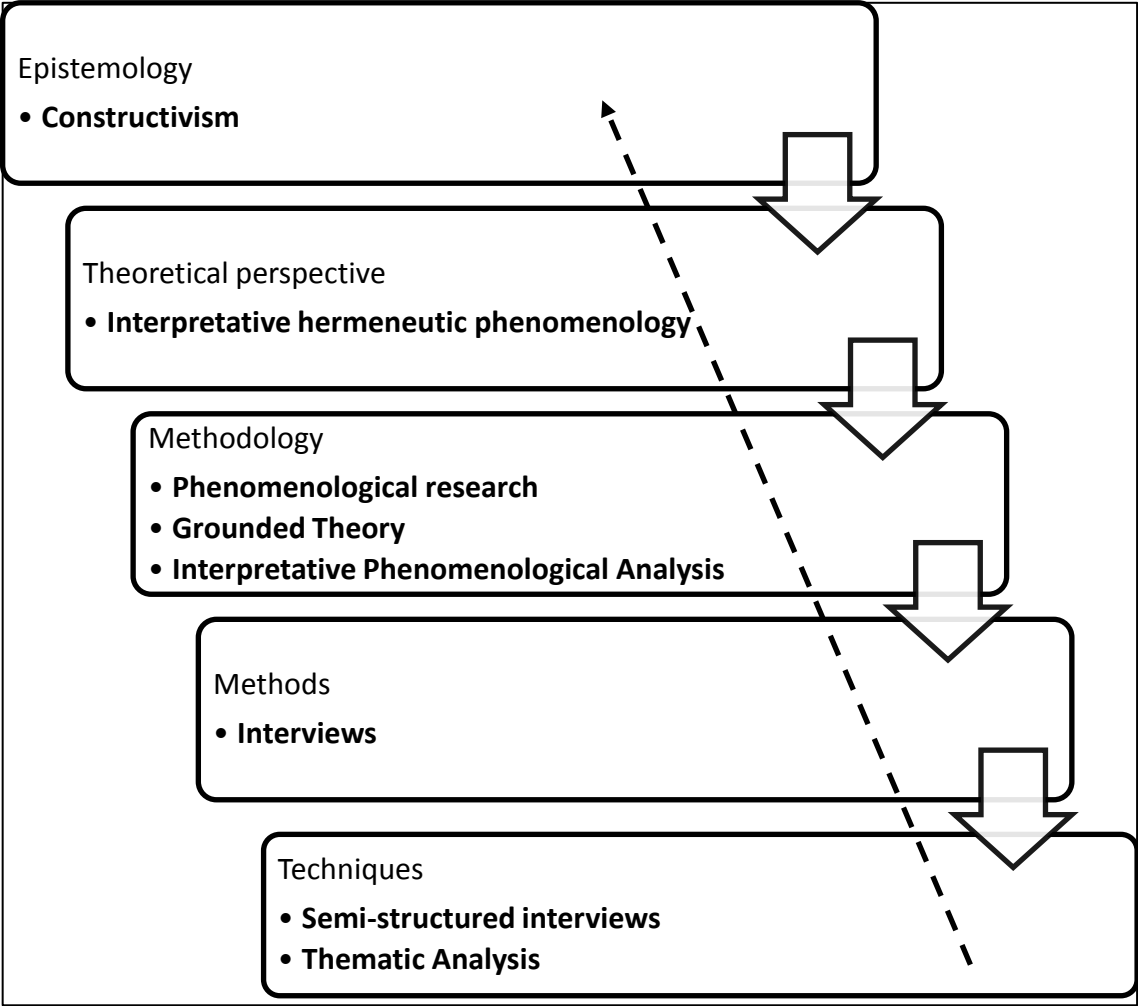 Epistemology
• Constructivism
Theoretical perspective
• Interpretative hermeneutic phenomenology
Methodology
• Phenomenological research
• Grounded Theory
• Interpretative Phenomenological Analysis
Methods
• Interviews
Techniques
• Semi-structured interviews
• Thematic Analysis